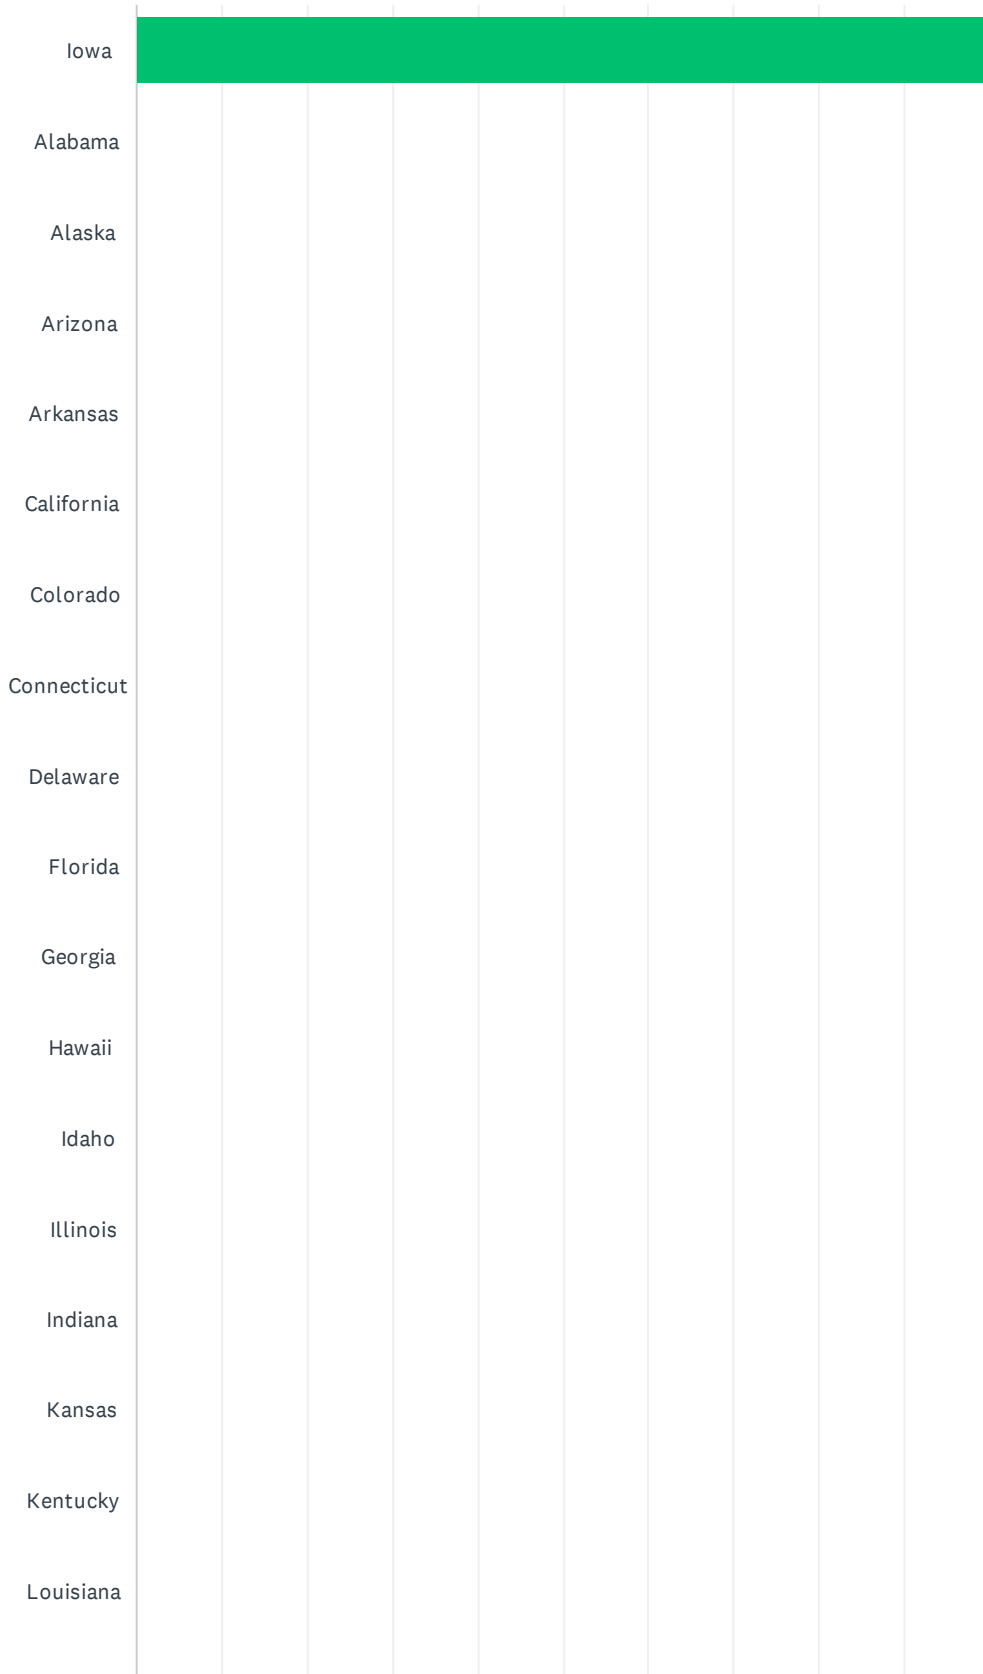 Iowa
Alabama
Alaska
Arizona
Arkansas
California
Colorado
Connecticut
Delaware
Florida
Georgia
Hawaii
Idaho
Illinois
Indiana
Kansas
Kentucky
Louisiana